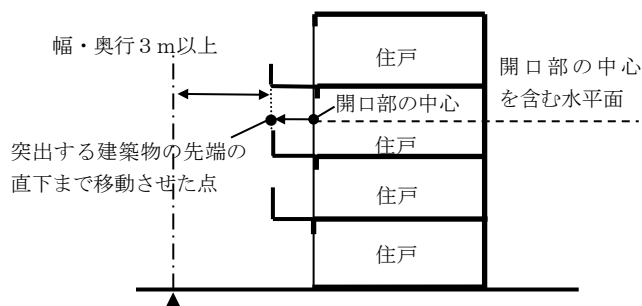 幅・奥行３ｍ以上
住戸
開口部の中心
を含む水平面
開口部の中心
突出する建築物の先端の
直下まで移動させた点
住戸
住戸
住戸